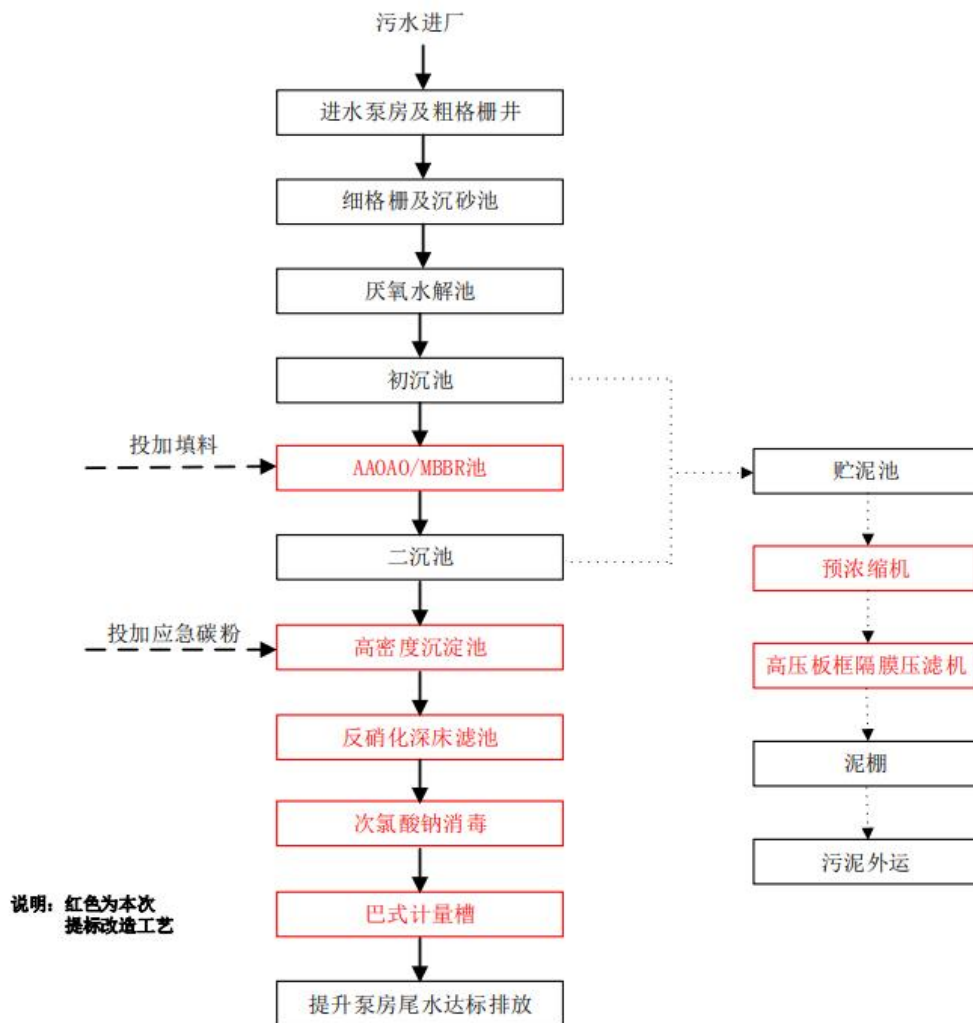 污水进厂
进水泵房及粗格栅井
细格栅及沉砂池
厌氧水解池
初沉池
投加填料
AAOAO/MBBR池
贮泥池
二沉池
预浓缩机
投加应急碳粉
高密度沉淀池
高压板框隔膜压滤机
反硝化深床滤池
泥棚
次氯酸钠消毒
污泥外运
说明：红色为本次
提标改造工艺
巴式计量槽
提升泵房尾水达标排放